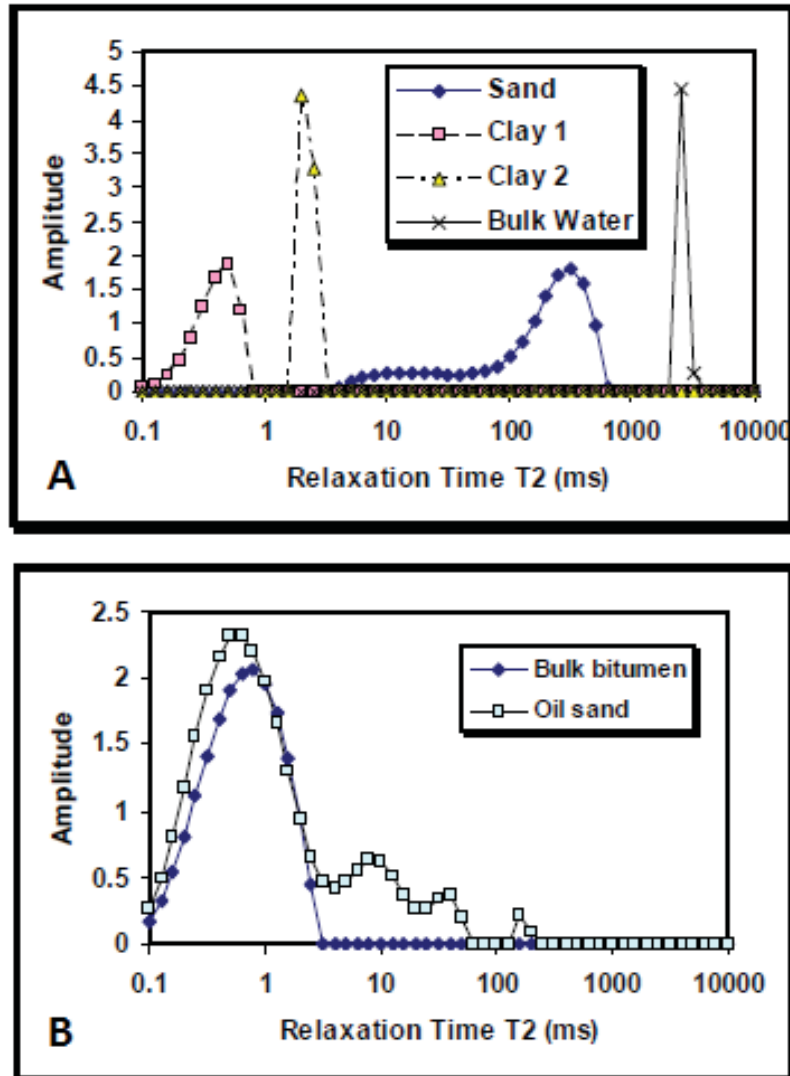 5
4.5
4
3.5
3
2.5
2
1.5
1
0.5
0
Amplitude
Sand
Clay 1
Clay 2
Bulk Water
0.1 1 10 100 1000 10000
A
Relaxation Time T2 (ms)
2.5
2
1.5
1
0.5
0
Amplitude
Bulk bitumen
Oil sand
0.1 1 10 100 1000 10000
B
Relaxation Time T2 (ms)